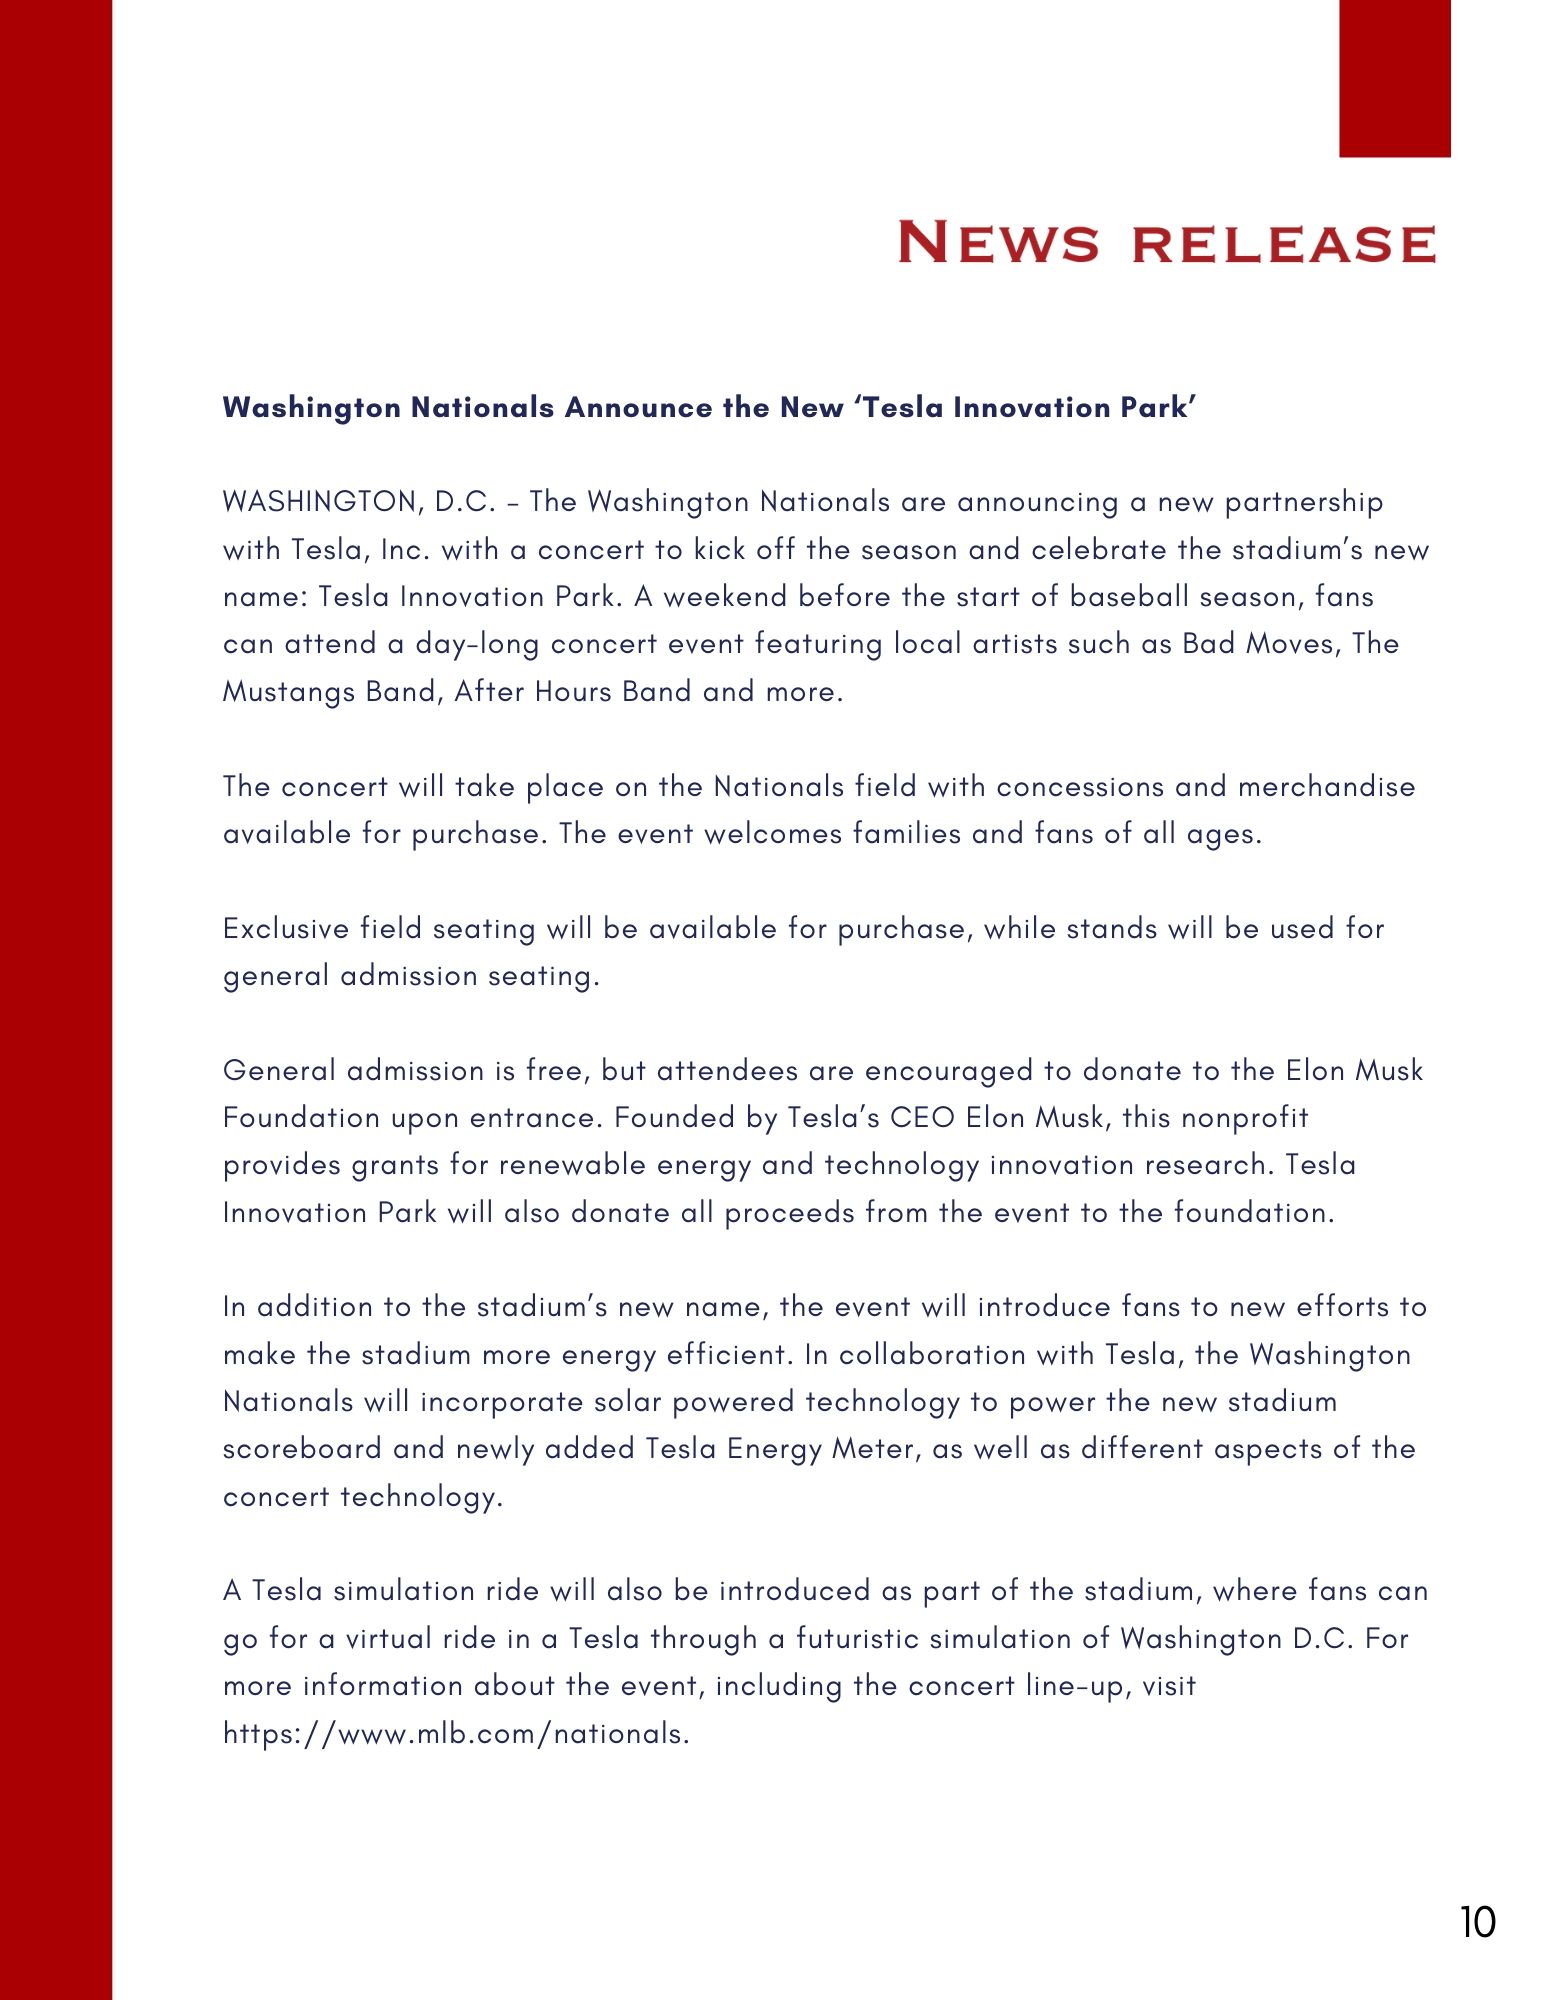 News release
Washington Nationals Announce the New ‘Tesla Innovation Park’
WASHINGTON, D.C. – The Washington Nationals are announcing a new partnership
with Tesla, Inc. with a concert to kick off the season and celebrate the stadium’s new
name: Tesla Innovation Park. A weekend before the start of baseball season, fans
can attend a day-long concert event featuring local artists such as Bad Moves, The
Mustangs Band, After Hours Band and more.
The concert will take place on the Nationals field with concessions and merchandise
available for purchase. The event welcomes families and fans of all ages.
Exclusive field seating will be available for purchase, while stands will be used for
general admission seating.
General admission is free, but attendees are encouraged to donate to the Elon Musk
Foundation upon entrance. Founded by Tesla’s CEO Elon Musk, this nonprofit
provides grants for renewable energy and technology innovation research. Tesla
Innovation Park will also donate all proceeds from the event to the foundation.
In addition to the stadium’s new name, the event will introduce fans to new efforts to
make the stadium more energy efficient. In collaboration with Tesla, the Washington
Nationals will incorporate solar powered technology to power the new stadium
scoreboard and newly added Tesla Energy Meter, as well as different aspects of the
concert technology.
A Tesla simulation ride will also be introduced as part of the stadium, where fans can
go for a virtual ride in a Tesla through a futuristic simulation of Washington D.C. For
more information about the event, including the concert line-up, visit
https://www.mlb.com/nationals.
10